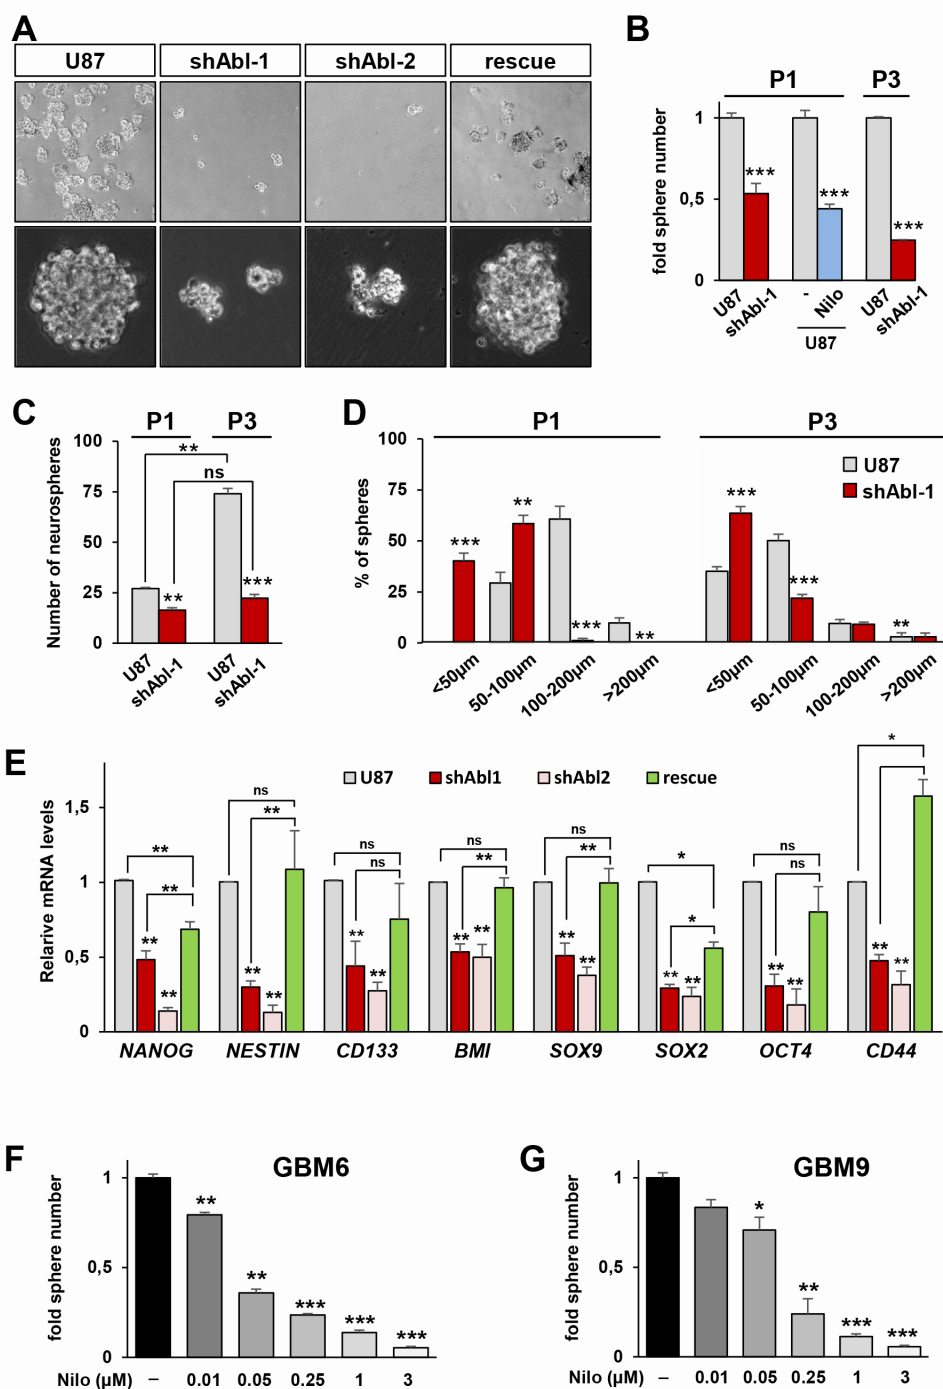 A
U87 shAbl-1 shAbl-2 rescue
B
P1 P3
fold sphere number
1
0,5
0
*** *** ***
U87 shAbl-1 - Nilo U87 shAbl-1
U87
C
P1 P3
Number of neurospheres
100
75
50
25
0
**
ns
** ***
U87 shAbl-1 U87 shAbl-1
D
P1 P3
% of spheres
100
75
50
25
0
U87
shAbl-1
*** ** *** ** *** *** **
<50µm 50-100µm 100-200µm >200µm <50µm 50-100µm 100-200µm >200µm
E
U87 shAbl1 shAbl2 rescue
Relarive mRNA levels
1,5
1
0,5
0
** ns ns ns ns * ns *
** ** ns ** ** * ns
** ** ** ** ** ** ** **
** ** ** ** ** ** ** **
NANOG NESTIN CD133 BMI SOX9 SOX2 OCT4 CD44
F
GBM6
fold sphere number
1
0,5
0
** ** *** *** ***
Nilo (µM) – 0.01 0.05 0.25 1 3
G
GBM9
fold sphere number
1
0,5
0
* ** *** ***
Nilo (µM) – 0.01 0.05 0.25 1 3